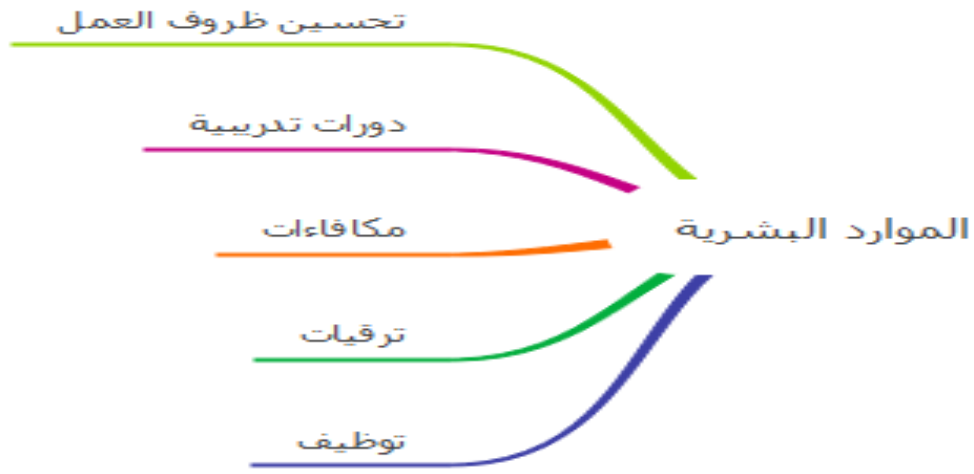 الموارد البشرية
تحسين ظروف العمل
دورات تدريبية
مكافاءات
ترقيات
توظيف